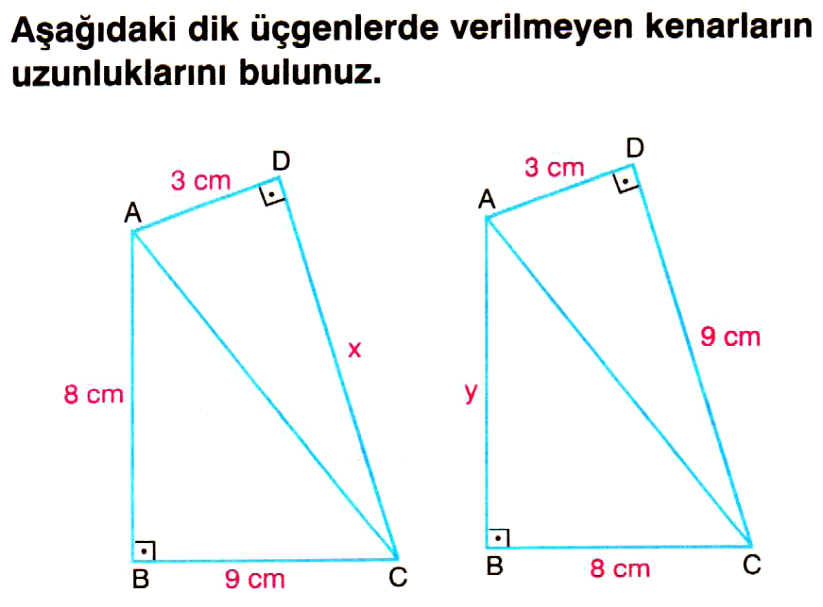 Aşağıdaki dik üçgenlerde verilmeyen kenarların
uzunluklarını bulunuz.
3 cm
D
A
8 cm
x
B
9 cm
C
3 cm
D
A
9 cm
y
B
8 cm
C